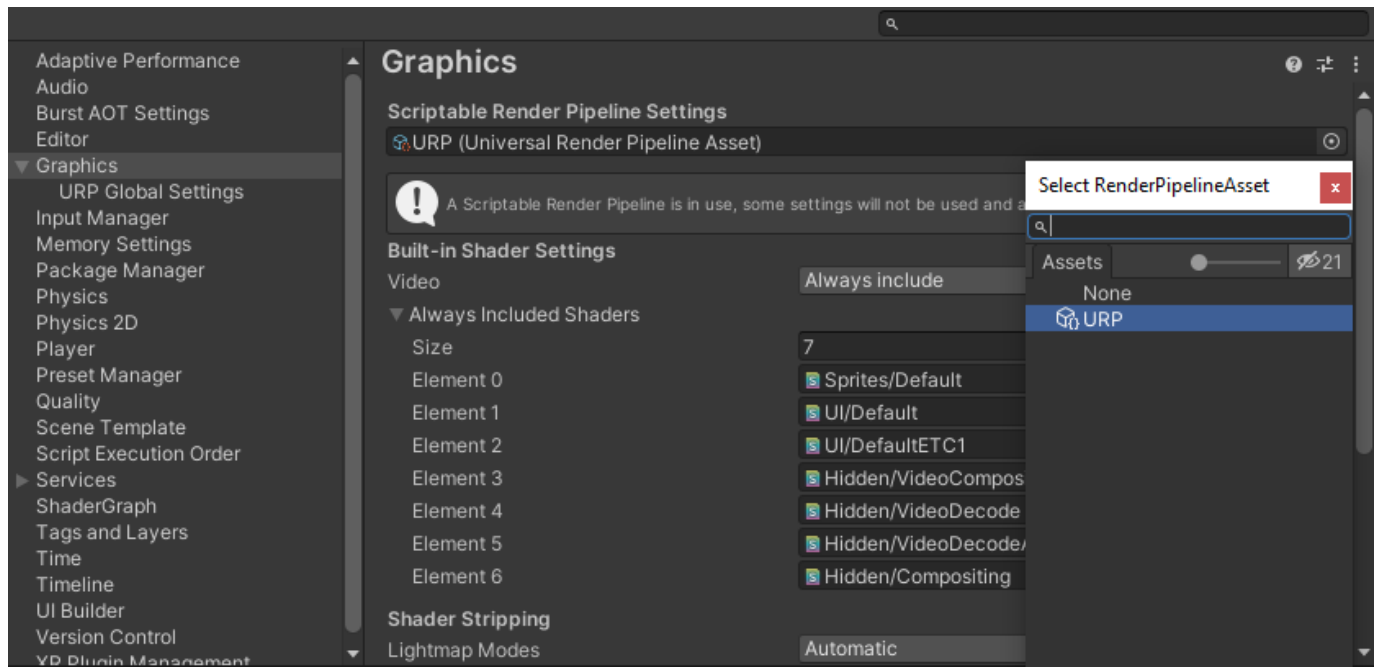 Adaptive Performance
Audio
Burst AOT Settings
Editor
Graphics
URP Global Settings
Input Manager
Memory Settings
Package Manager
Physics
Physics 2D
Player
Preset Manager
Quality
Scene Template
Script Execution Order
Services
ShaderGraph
Tags and Layers
Time
Timeline
UI Builder
Version Control
XR Plugin Management
Graphics
Scriptable Render Pipeline Settings
URP (Universal Render Pipeline Asset)
A Scriptable Render Pipeline is in use, some settings will not be used and a
Built-in Shader Settings
Video Always include
Always Included Shaders
Size 7
Element 0 Sprites/Default
Element 1 UI/Default
Element 2 UI/DefaultETC1
Element 3 Hidden/VideoCompos
Element 4 Hidden/VideoDecode
Element 5 Hidden/VideoDecode
Element 6 Hidden/Compositing
Shader Stripping
Lightmap Modes Automatic
Select RenderPipelineAsset
Assets 21
None
URP